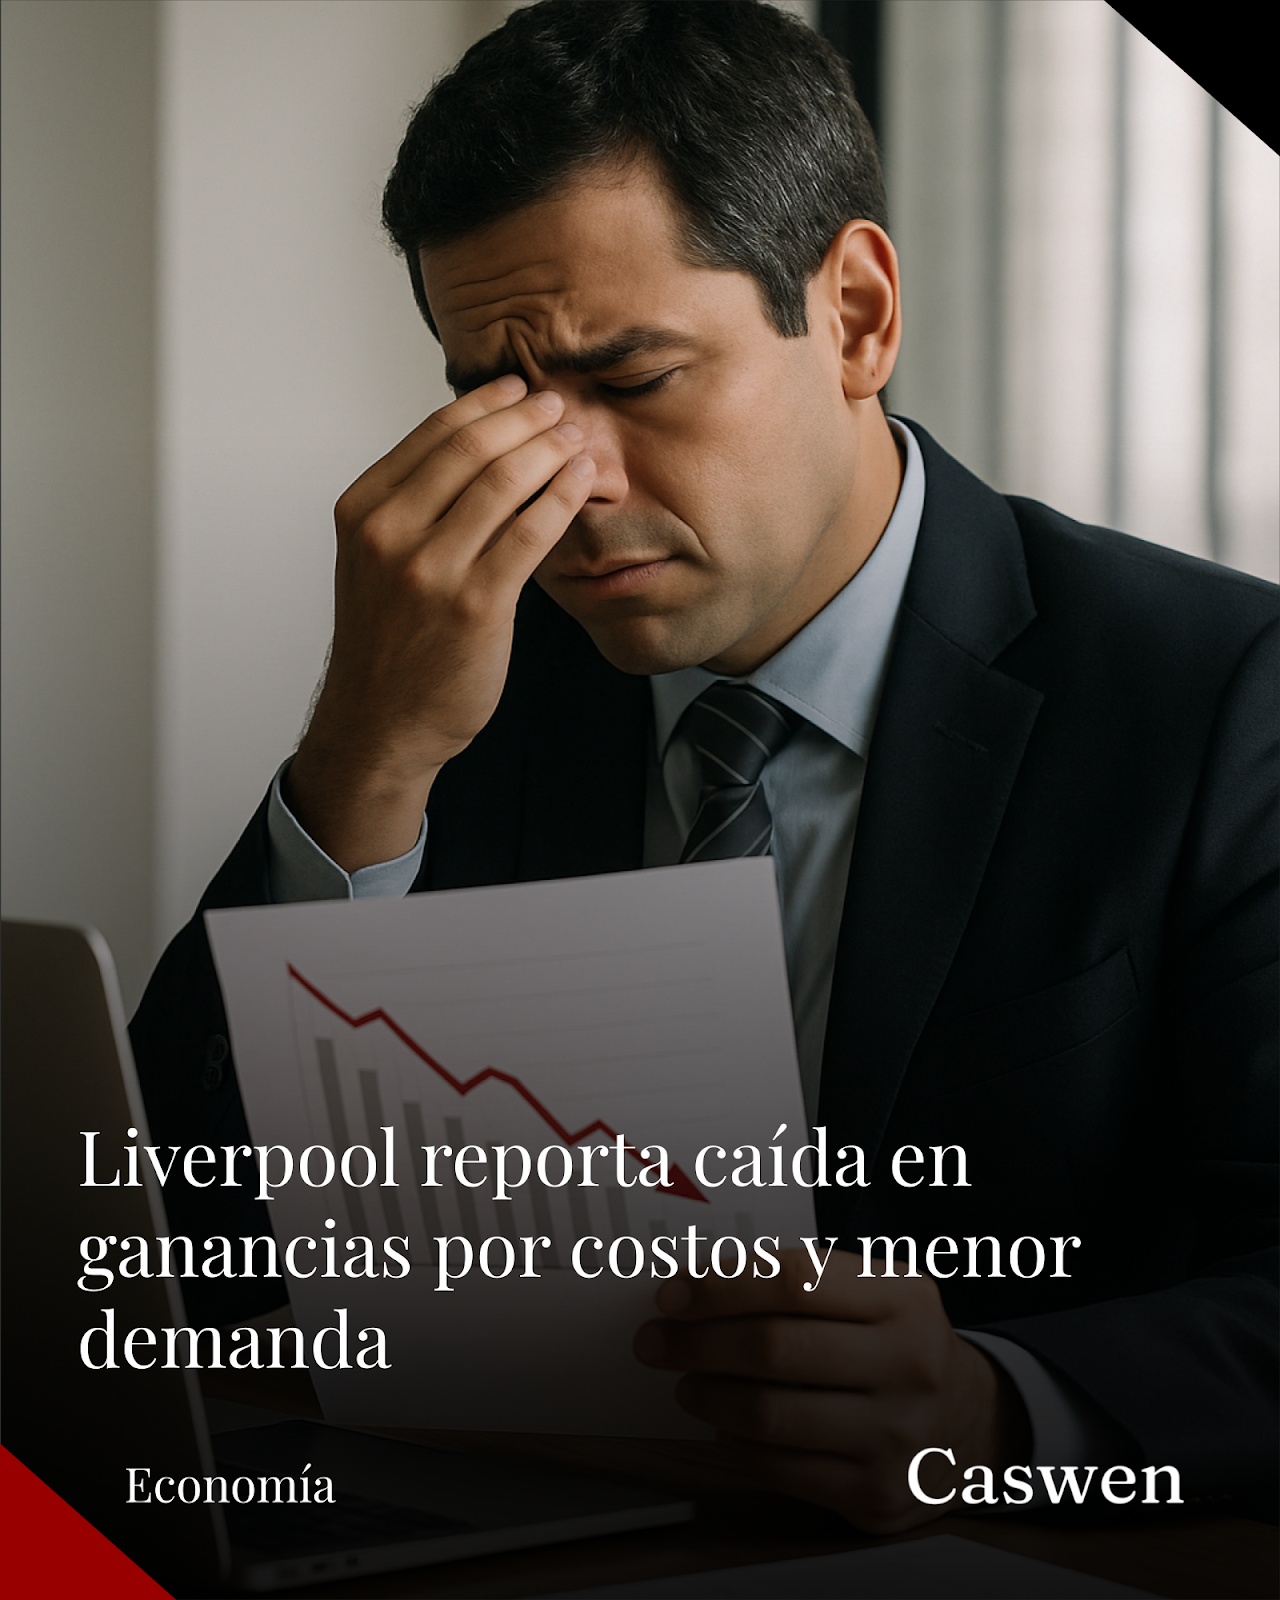 Liverpool reporta caída en
ganancias por costos y menor
demanda
Economía
Caswen